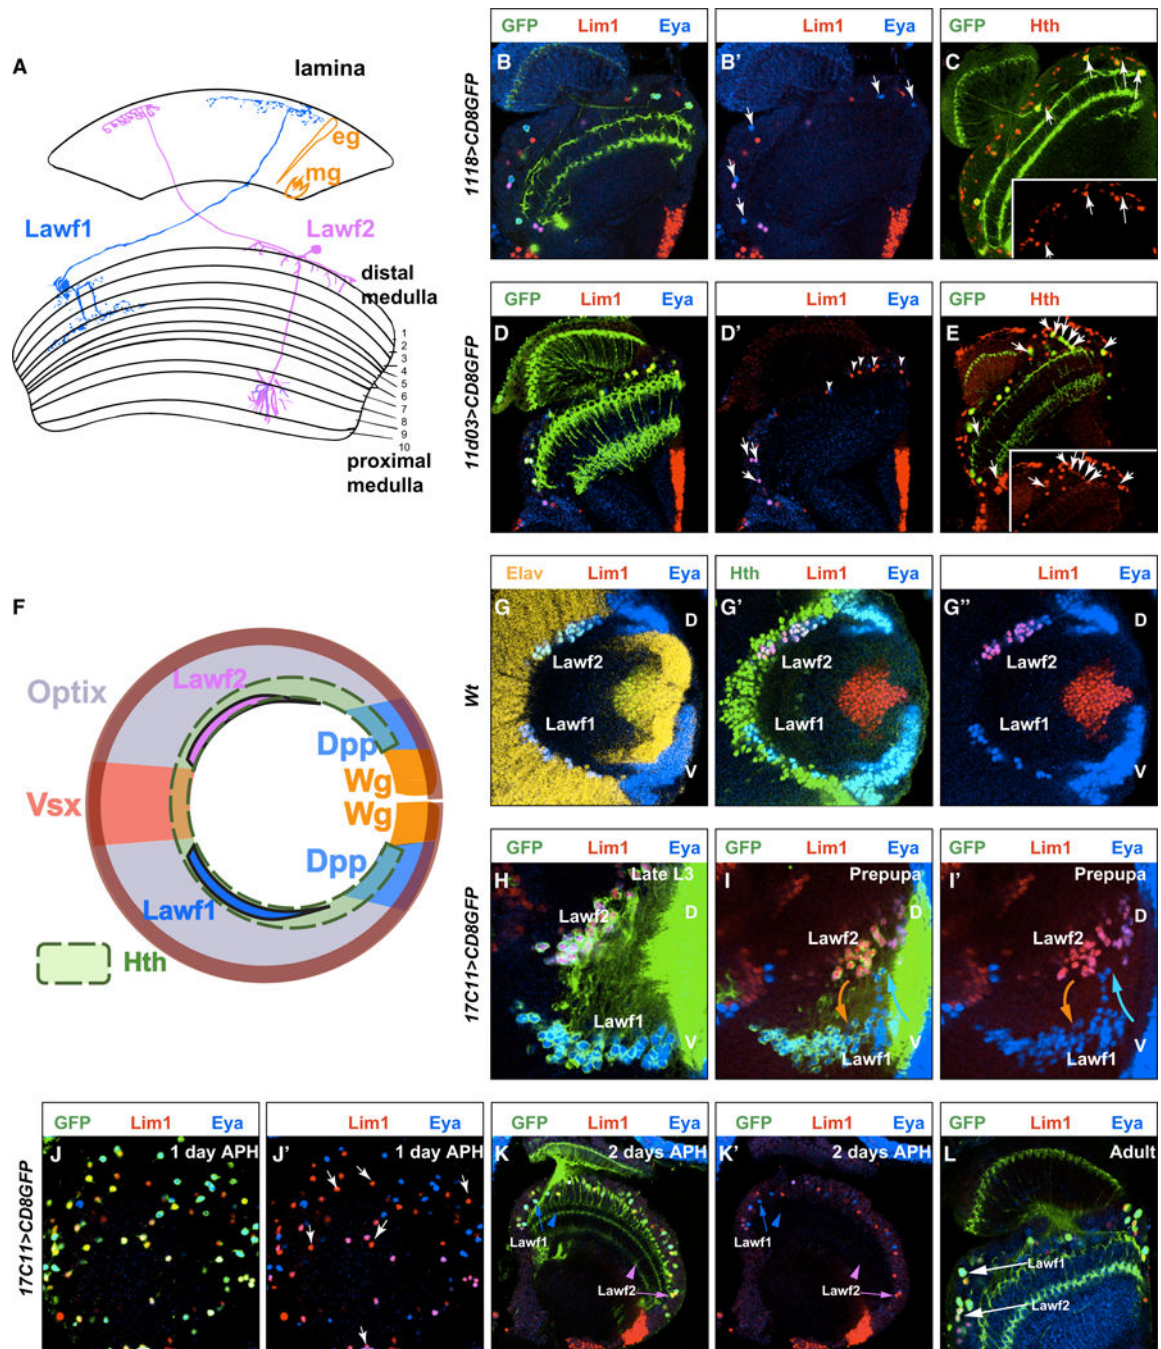 A
lamina
eg
mg
Lawf1
Lawf2
distal
medulla
1
2
3
4
5
6
7
8
9
10
proximal
medulla
1118>CD8GFP
GFP Lim1 Eya
B
Lim1 Eya
B'
GFP Hth
C
11d03>CD8GFP
GFP Lim1 Eya
D
Lim1 Eya
D'
GFP Hth
E
F
Optix
Lawf2
Dpp
Wg
Vsx
Wg
Dpp
Lawf1
Hth
Wt
Elav Lim1 Eya
G
D
Lawf2
Lawf1
V
Hth Lim1 Eya
G'
Lawf2
Lawf1
Lim1 Eya
G"
D
Lawf2
Lawf1
V
17C11>CD8GFP
GFP Lim1 Eya
H
Late L3
Lawf2
D
Lawf1
V
GFP Lim1 Eya
I
Prepupa
D
Lawf2
V
Lawf1
GFP Lim1 Eya
I'
Prepupa
D
Lawf2
V
Lawf1
17C11>CD8GFP
GFP Lim1 Eya
J
1 day APH
Lim1 Eya
J'
1 day APH
GFP Lim1 Eya
K
2 days APH
Lawf1
Lawf2
GFP Lim1 Eya
K'
2 days APH
Lawf1
Lawf2
GFP Lim1 Eya
L
Adult
Lawf1
Lawf2